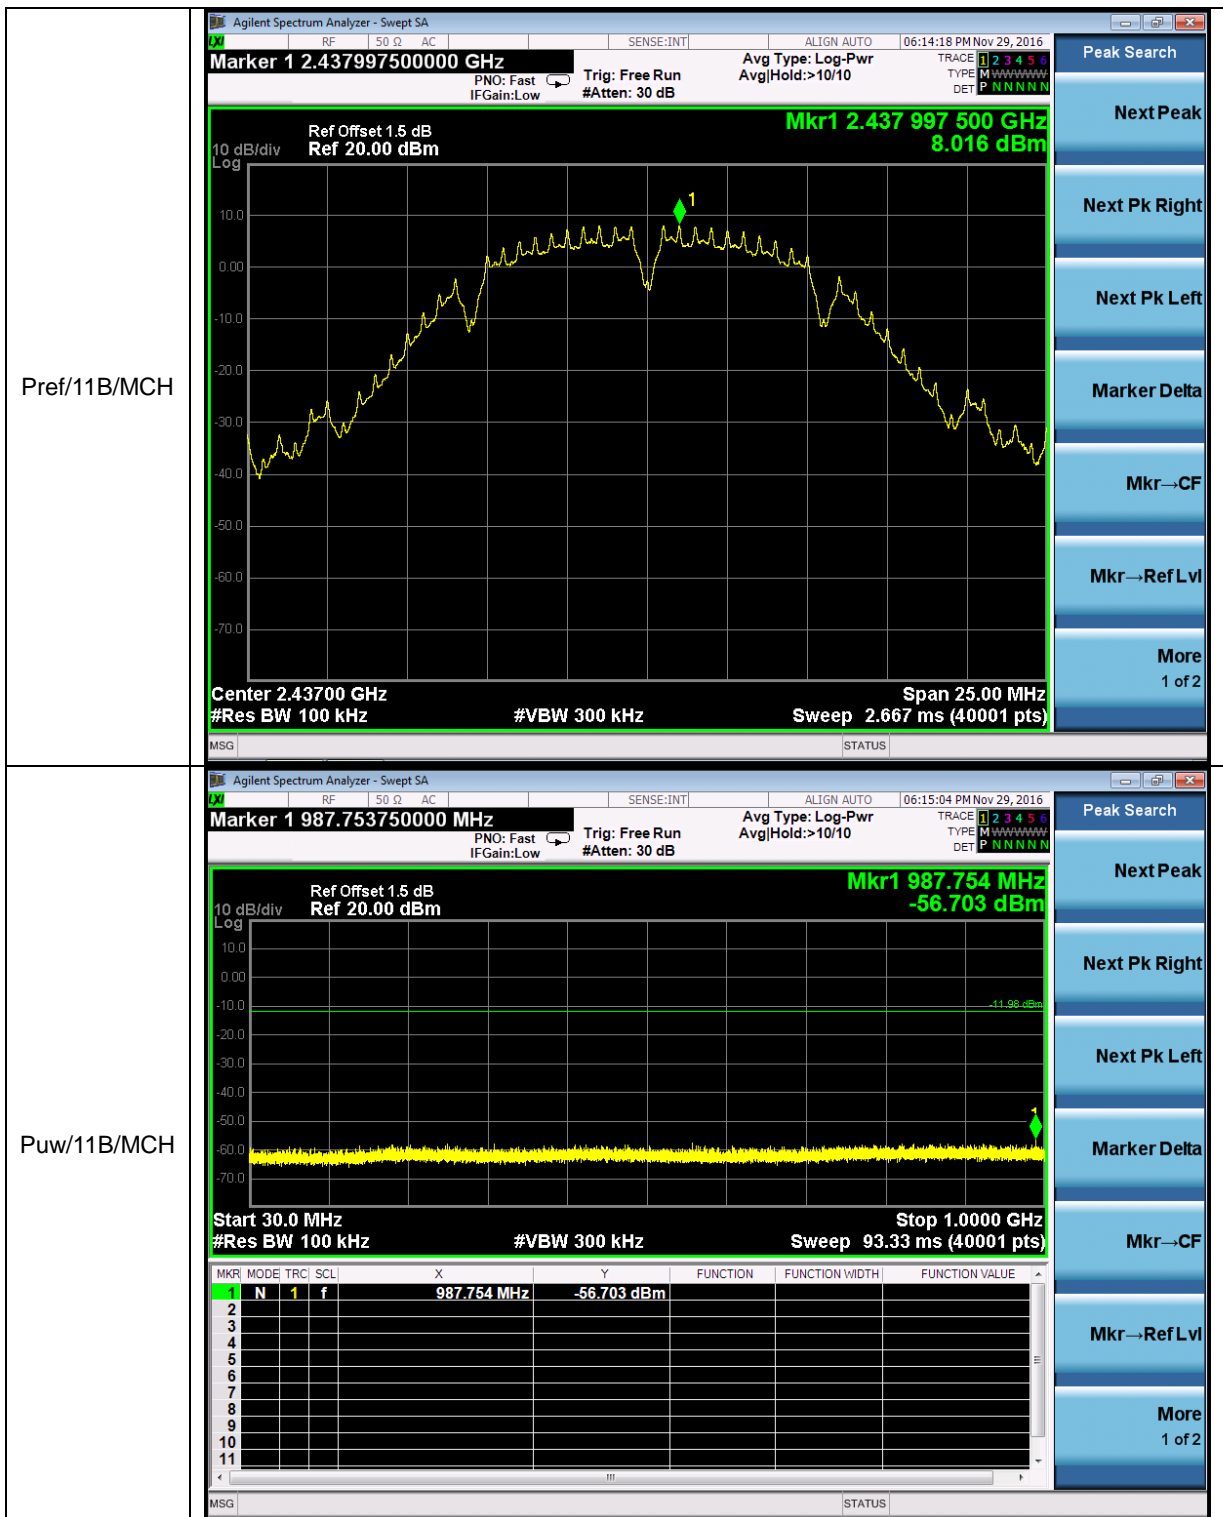 Pref/11B/MCH
Agilent Spectrum Analyzer - Swept SA
LXI RF 50 Ω AC SENSE:INT ALIGN AUTO 06:14:18 PM Nov 29, 2016
Marker 1 2.437997500000 GHz
PNO: Fast
IFGain:Low
Trig: Free Run
#Atten: 30 dB
Avg Type: Log-Pwr
Avg|Hold:>10/10
TRACE 1 2 3 4 5 6
TYPE M WWWWW
DET P N N N N N
Mkr1 2.437 997 500 GHz
8.016 dBm
Ref Offset 1.5 dB
10 dB/div Ref 20.00 dBm
Log
1
10.0
0.00
-10.0
-20.0
-30.0
-40.0
-50.0
-60.0
-70.0
Center 2.43700 GHz Span 25.00 MHz
#Res BW 100 kHz #VBW 300 kHz Sweep 2.667 ms (40001 pts)
MSG STATUS
Peak Search
Next Peak
Next Pk Right
Next Pk Left
Marker Delta
Mkr→CF
Mkr→Ref Lvl
More
1 of 2
Puw/11B/MCH
Agilent Spectrum Analyzer - Swept SA
LXI RF 50 Ω AC SENSE:INT ALIGN AUTO 06:15:04 PM Nov 29, 2016
Marker 1 987.753750000 MHz
PNO: Fast
IFGain:Low
Trig: Free Run
#Atten: 30 dB
Avg Type: Log-Pwr
Avg|Hold:>10/10
TRACE 1 2 3 4 5 6
TYPE M WWWWW
DET P N N N N N
Mkr1 987.754 MHz
-56.703 dBm
Ref Offset 1.5 dB
10 dB/div Ref 20.00 dBm
Log
10.0
0.00
-10.0
-11.98 dBm
-20.0
-30.0
-40.0
-50.0
1
-60.0
-70.0
Start 30.0 MHz Stop 1.0000 GHz
#Res BW 100 kHz #VBW 300 kHz Sweep 93.33 ms (40001 pts)
MKR MODE TRC SCL X Y FUNCTION FUNCTION WIDTH FUNCTION VALUE
1 N 1 f 987.754 MHz -56.703 dBm
2
3
4
5
6
7
8
9
10
11
MSG STATUS
Peak Search
Next Peak
Next Pk Right
Next Pk Left
Marker Delta
Mkr→CF
Mkr→Ref Lvl
More
1 of 2